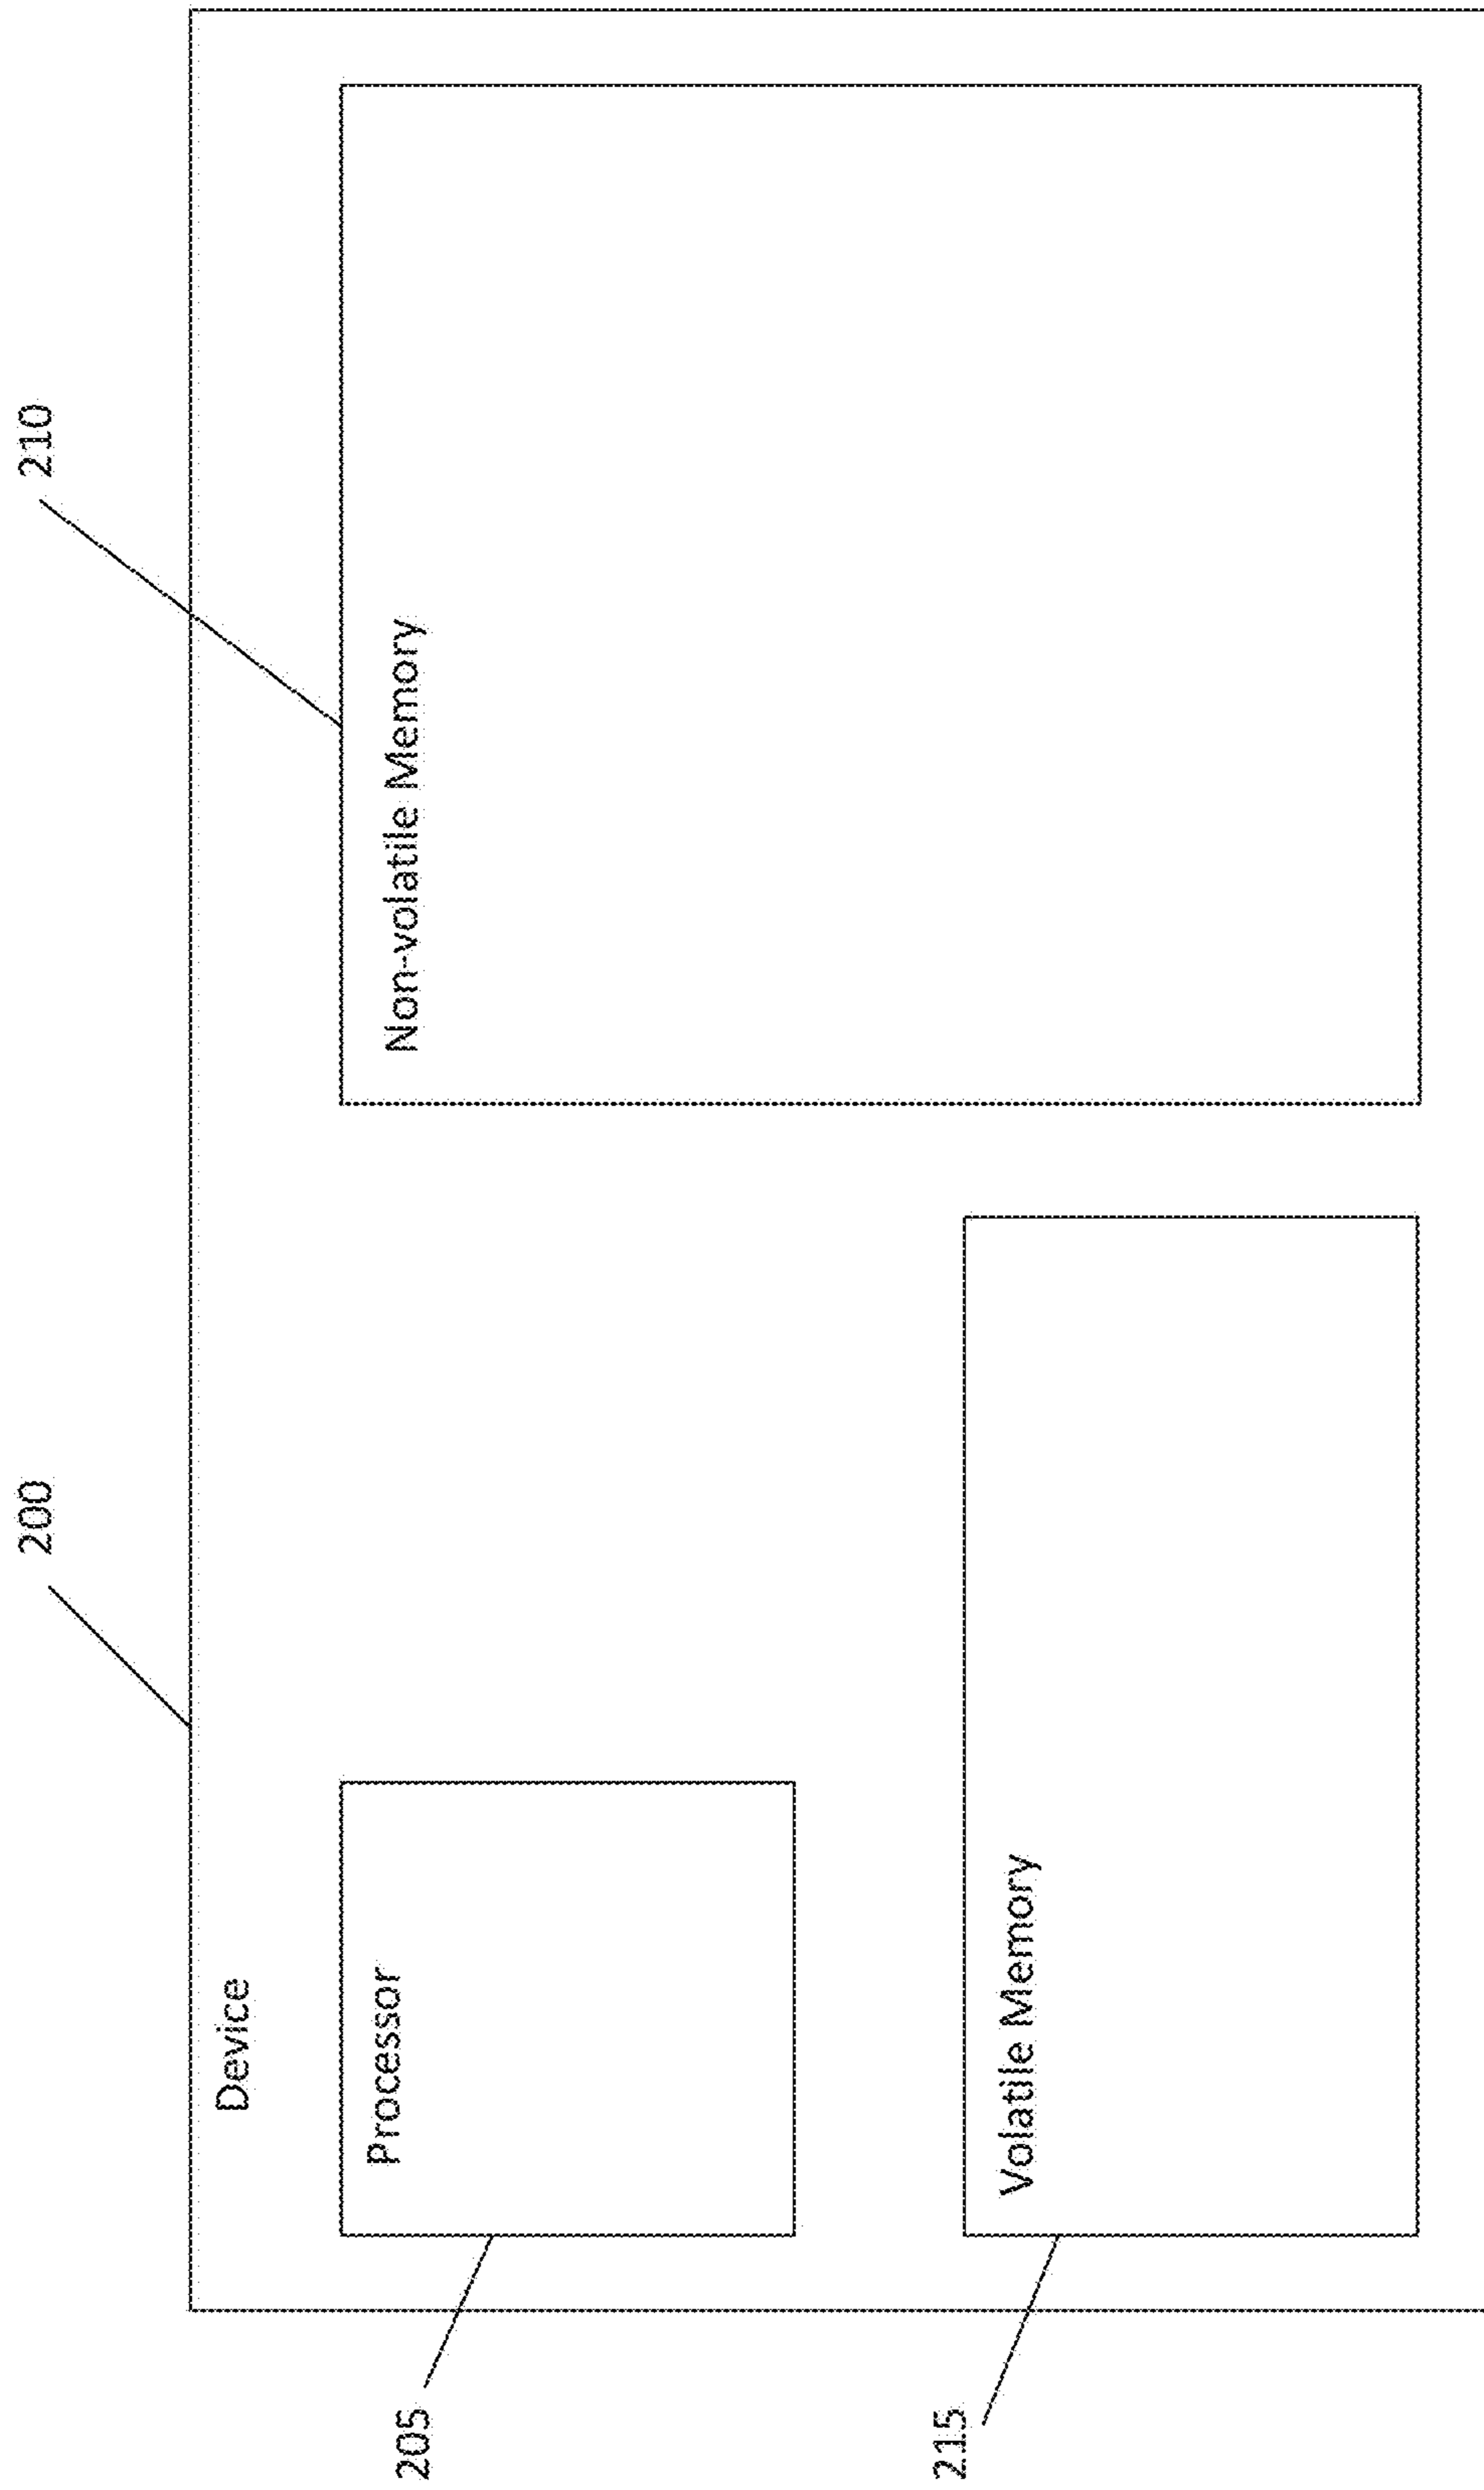 200
210
Device
205
Processor
Non-volatile Memory
215
Volatile Memory